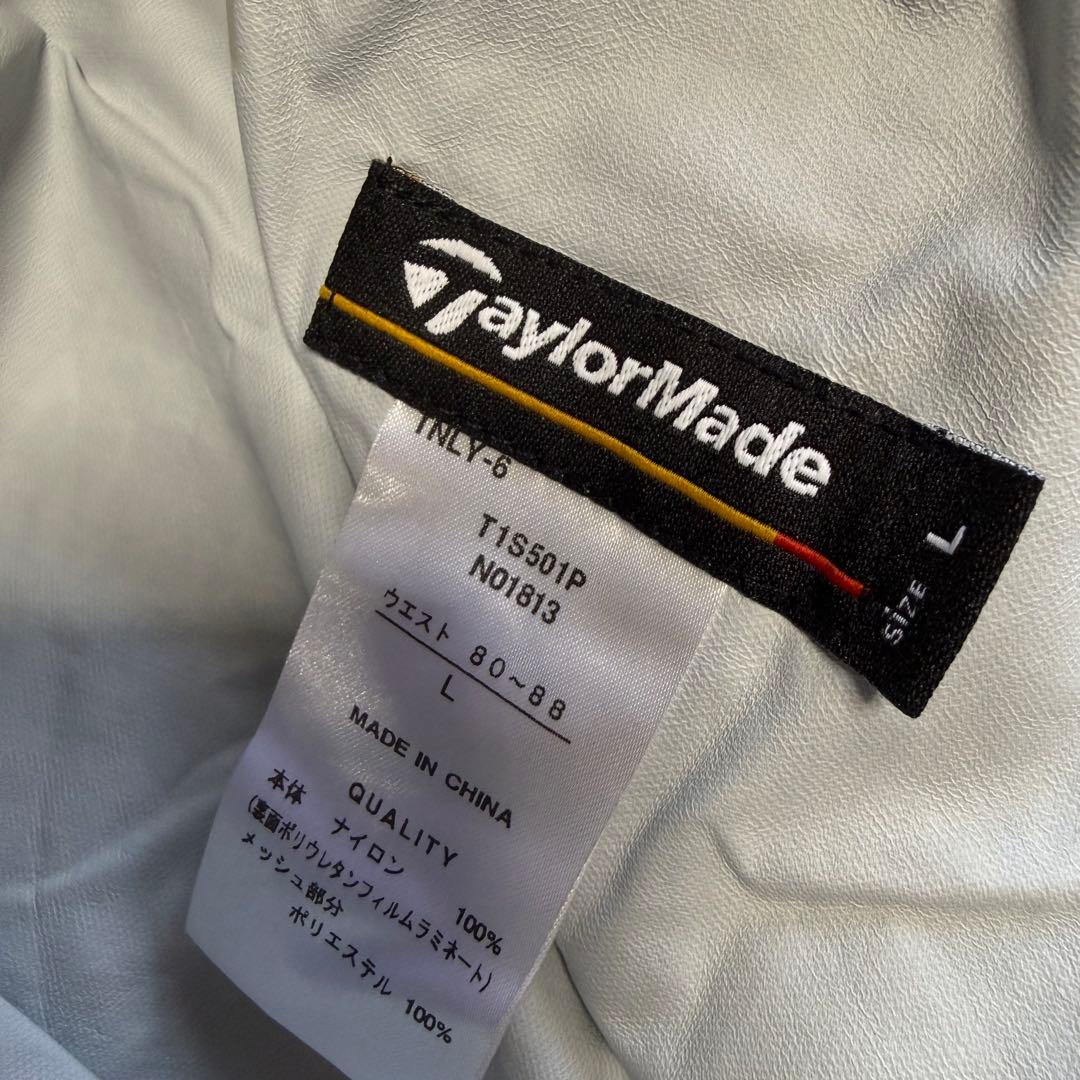 TaylorMade
SiZE L
TNLY-6
T1S501P
N01813
ウエスト 80~88
L
MADE IN CHINA
QUALITY
本体 ナイロン 100%
(裏面ポリウレタンフィルムラミネート)
メッシュ部分
ポリエステル 100%